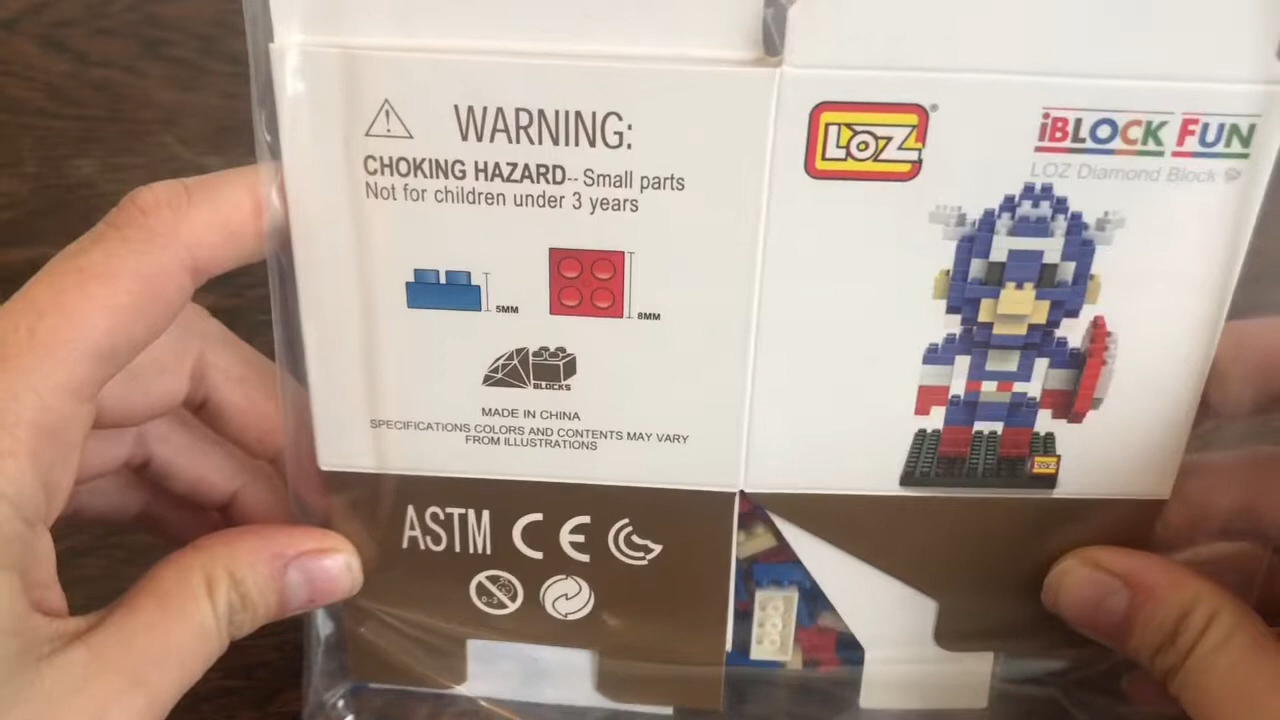 WARNING:
CHOKING HAZARD-- Small parts
Not for children under 3 years
5MM
8MM
BLOCKS
MADE IN CHINA
SPECIFICATIONS COLORS AND CONTENTS MAY VARY
FROM ILLUSTRATIONS
ASTM CE
0-3
LOZ®
iBLOCK FUN
LOZ Diamond Block
LOZ